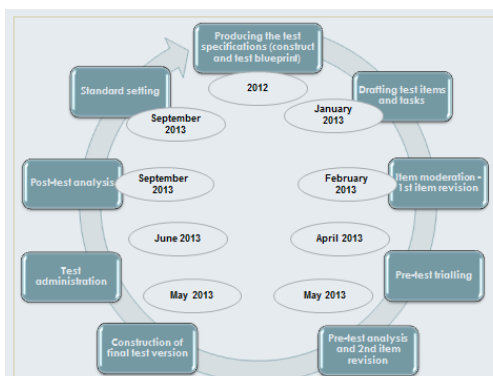 Producing the test
specifications (construct
and test blueprint)
2012
Drafting test items
and tasks
January
2013
Item moderation -
1st item revision
February
2013
Pre-test trialling
April 2013
Pre-test analysis
and 2nd item
revision
May 2013
Construction of
final test version
May 2013
Test
administration
June 2013
Post-test analysis
September
2013
Standard setting
September
2013